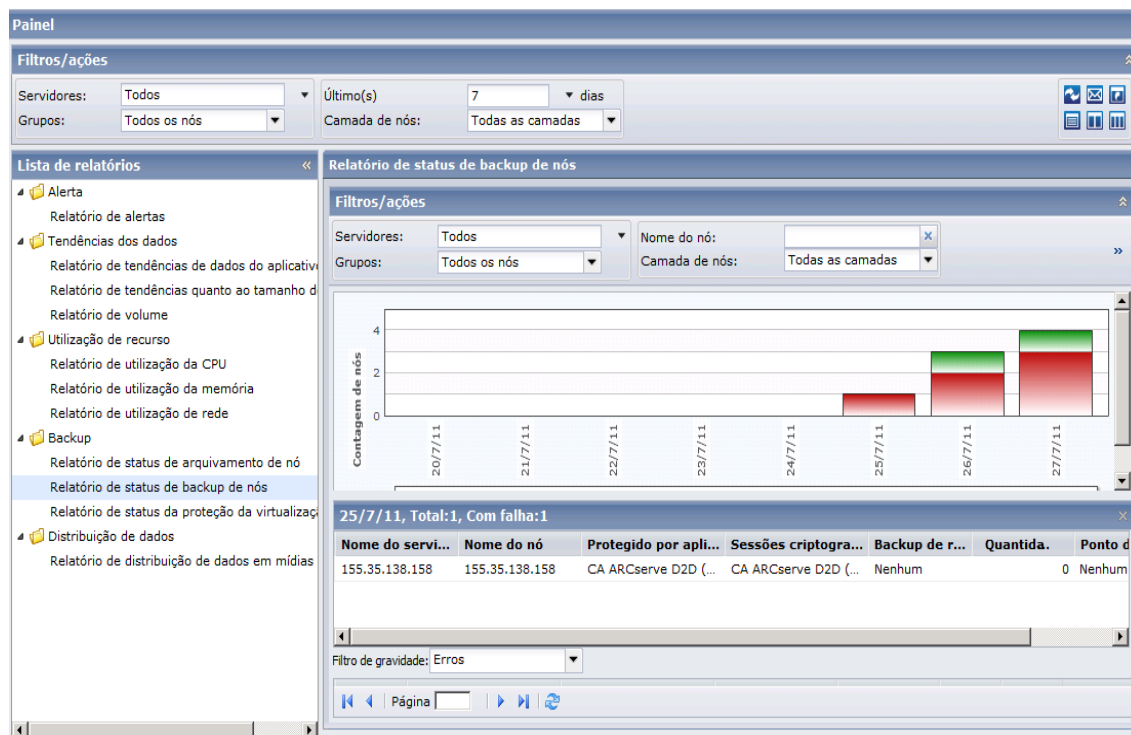 Painel
Filtros/ações
Servidores: Todos Último(s) 7 dias
Grupos: Todos os nós Camada de nós: Todas as camadas
Lista de relatórios
Alerta
Relatório de alertas
Tendências dos dados
Relatório de tendências de dados do aplicativo
Relatório de tendências quanto ao tamanho d
Relatório de volume
Utilização de recurso
Relatório de utilização da CPU
Relatório de utilização da memória
Relatório de utilização de rede
Backup
Relatório de status de arquivamento de nó
Relatório de status de backup de nós
Relatório de status da proteção da virtualizaç
Distribuição de dados
Relatório de distribuição de dados em mídias
Relatório de status de backup de nós
Filtros/ações
Servidores: Todos Nome do nó:
Grupos: Todos os nós Camada de nós: Todas as camadas
Contagem de nós
4
2
0
20/7/11 21/7/11 22/7/11 23/7/11 24/7/11 25/7/11 26/7/11 27/7/11
25/7/11, Total:1, Com falha:1
Nome do servi... Nome do nó Protegido por apli... Sessões criptogra... Backup de r... Quantida. Ponto d
155.35.138.158 155.35.138.158 CA ARCserve D2D (... CA ARCserve D2D (... Nenhum 0 Nenhum
Filtro de gravidade: Erros
Página